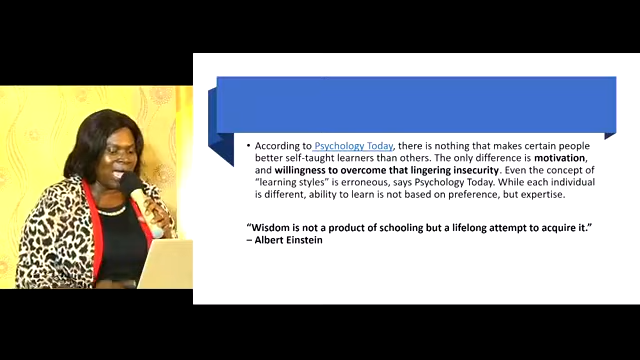 • According to Psychology Today, there is nothing that makes certain people
better self-taught learners than others. The only difference is motivation,
and willingness to overcome that lingering insecurity. Even the concept of
“learning styles” is erroneous, says Psychology Today. While each individual
is different, ability to learn is not based on preference, but expertise.
“Wisdom is not a product of schooling but a lifelong attempt to acquire it.”
– Albert Einstein